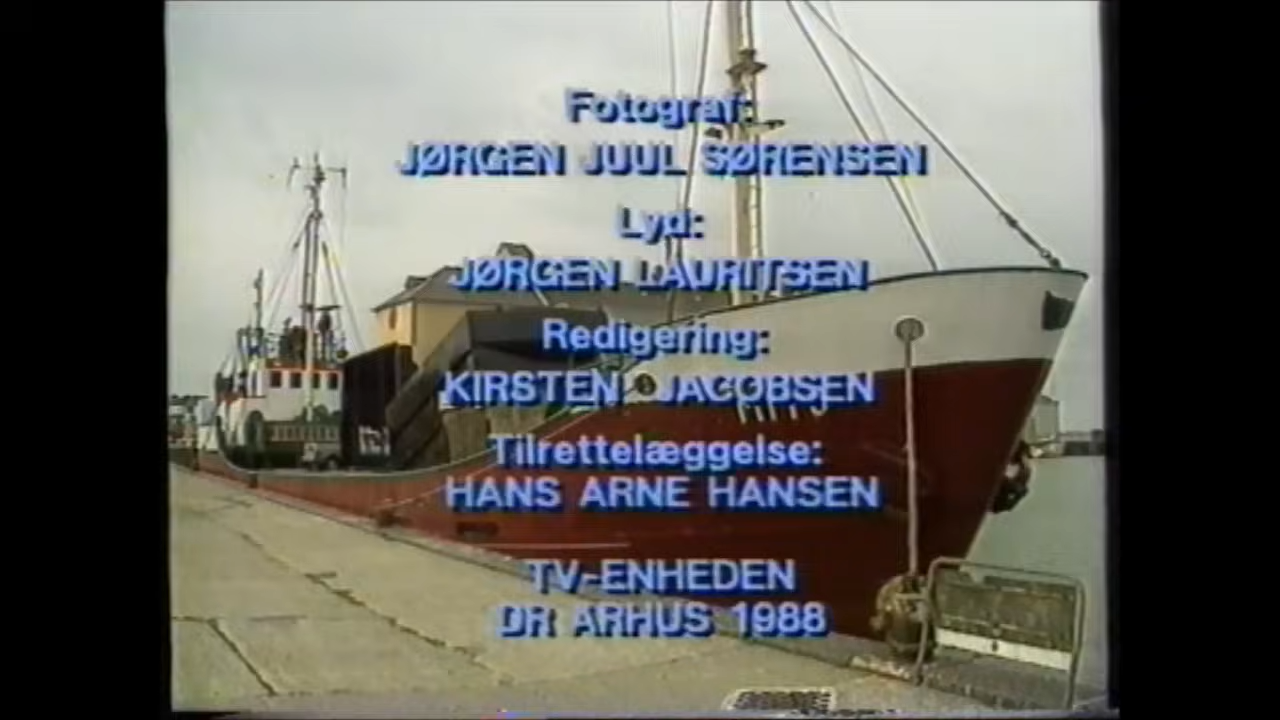 Fotograf:
JØRGEN JUUL SØRENSEN
Lyd:
JØRGEN LAURITSEN
Redigering:
KIRSTEN JACOBSEN
Tilrettelæggelse:
HANS ARNE HANSEN
TV-ENHEDEN
DR ARHUS 1988